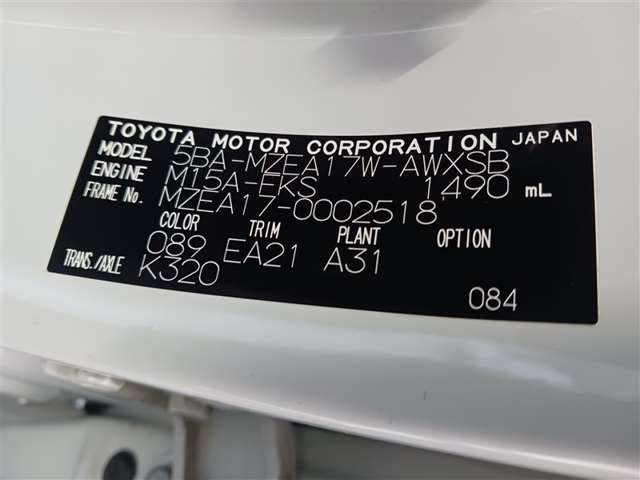 TOYOTA MOTOR CORPORATION JAPAN
MODEL 5BA-MZEA17W-AWXSB
ENGINE M15A-FKS 1,490 mL
FRAME No. MZEA17-0002518
COLOR TRIM PLANT OPTION
089 EA21 A31
TRANS./AXLE K320
084